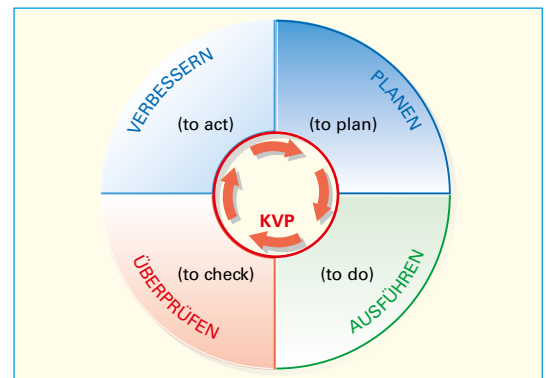 VERBESSERN
PLANEN
(to act)
(to plan)
KVP
(to check)
(to do)
ÜBERPRÜFEN
AUSFÜHREN